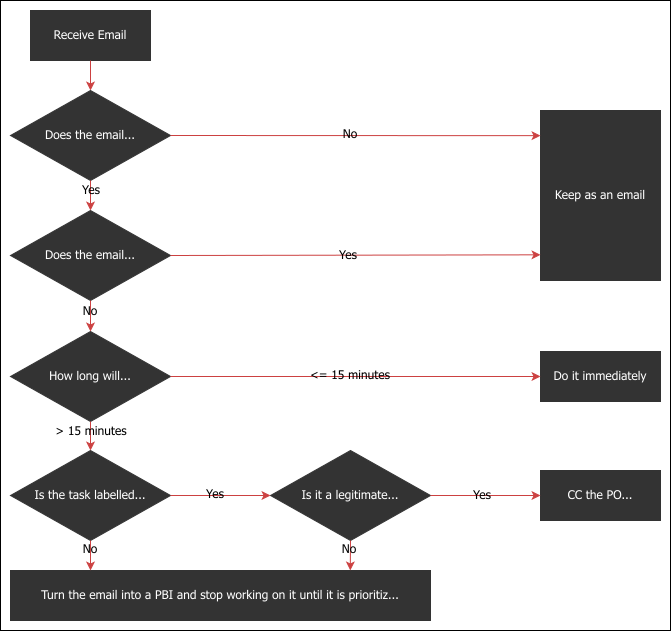 Receive Email
Does the email...
No
Keep as an email
Yes
Does the email...
Yes
No
How long will...
<= 15 minutes
Do it immediately
> 15 minutes
Is the task labelled...
Yes
Is it a legitimate...
Yes
CC the PO...
No
No
Turn the email into a PBI and stop working on it until it is prioritiz...